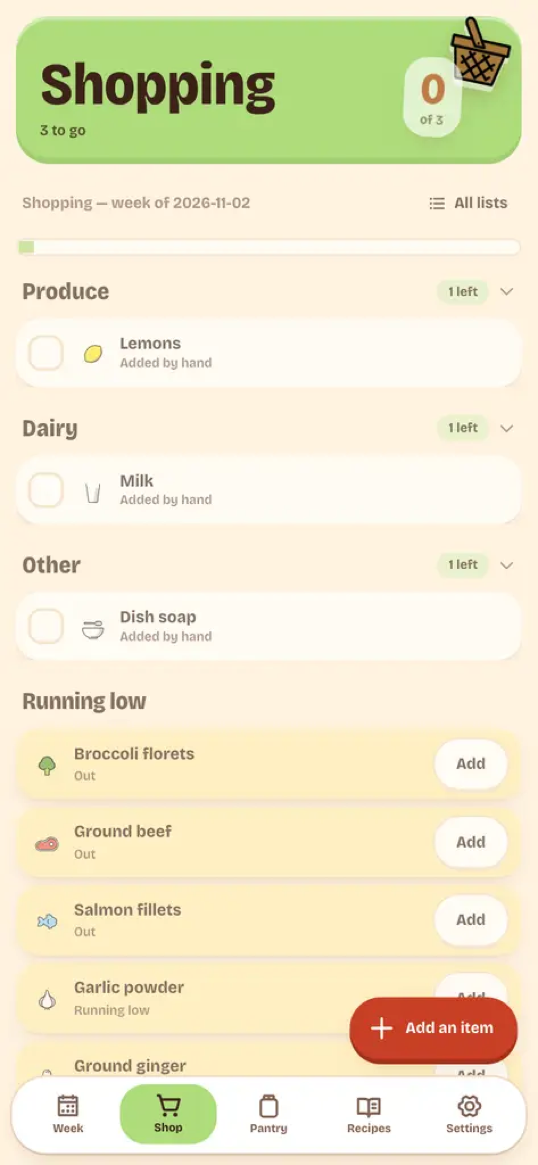 Shopping
3 to go
0
of 3
Shopping — week of 2026-11-02
All lists
Produce
1 left
Lemons
Added by hand
Dairy
1 left
Milk
Added by hand
Other
1 left
Dish soap
Added by hand
Running low
Broccoli florets
Out
Add
Ground beef
Out
Add
Salmon fillets
Out
Add
Garlic powder
Running low
Add
Add an item
Ground ginger
Add
Week
Shop
Pantry
Recipes
Settings